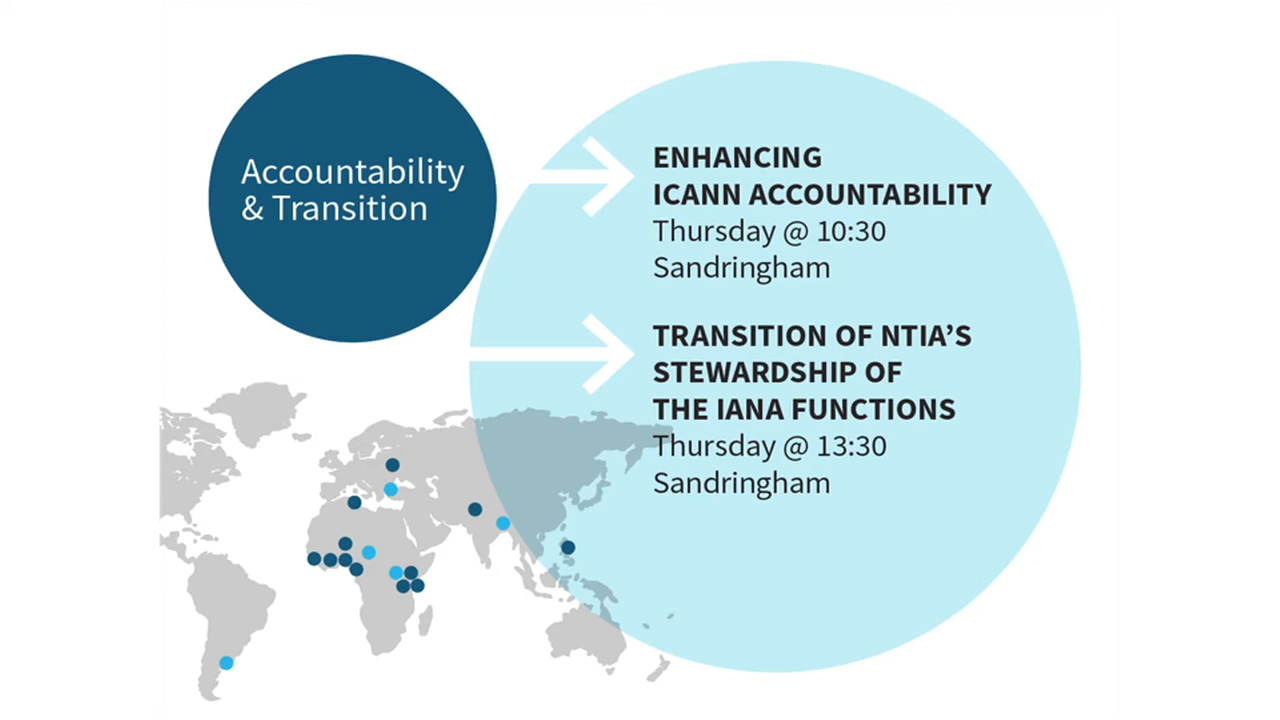 Accountability
& Transition
ENHANCING
ICANN ACCOUNTABILITY
Thursday @ 10:30
Sandringham
TRANSITION OF NTIA’S
STEWARDSHIP OF
THE IANA FUNCTIONS
Thursday @ 13:30
Sandringham